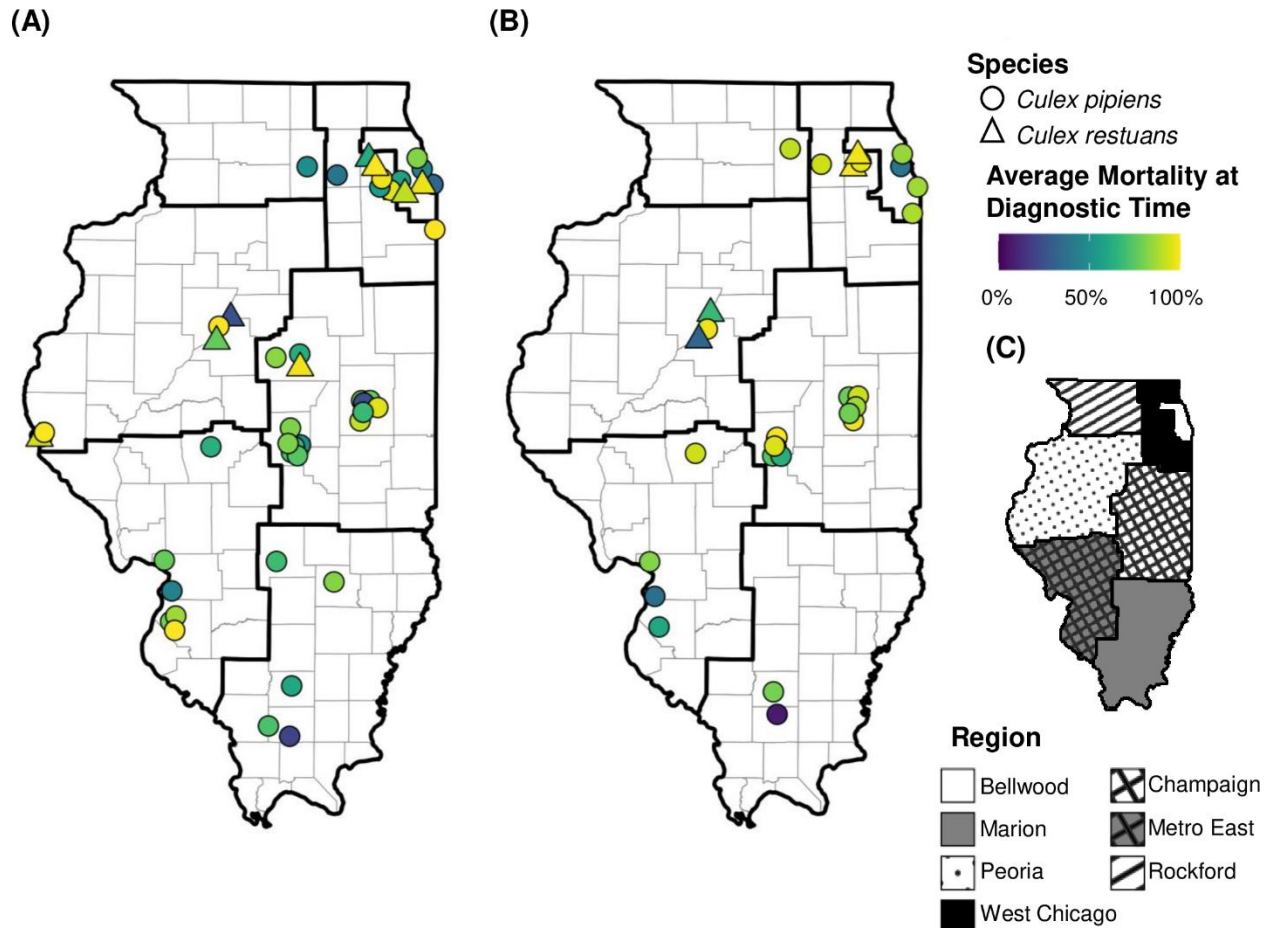 (A)
(B)
Species
Culex pipiens
Culex restuans
Average Mortality at
Diagnostic Time
0% 50% 100%
(C)
Region
Bellwood Champaign
Marion Metro East
Peoria Rockford
West Chicago